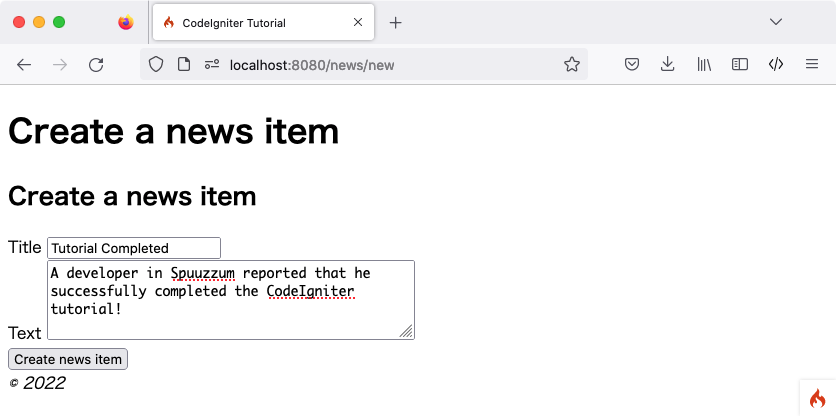 CodeIgniter Tutorial
localhost:8080/news/new
Create a news item
Create a news item
Title Tutorial Completed
A developer in Spuuzzum reported that he
successfully completed the CodeIgniter
tutorial!
Text
Create news item
© 2022